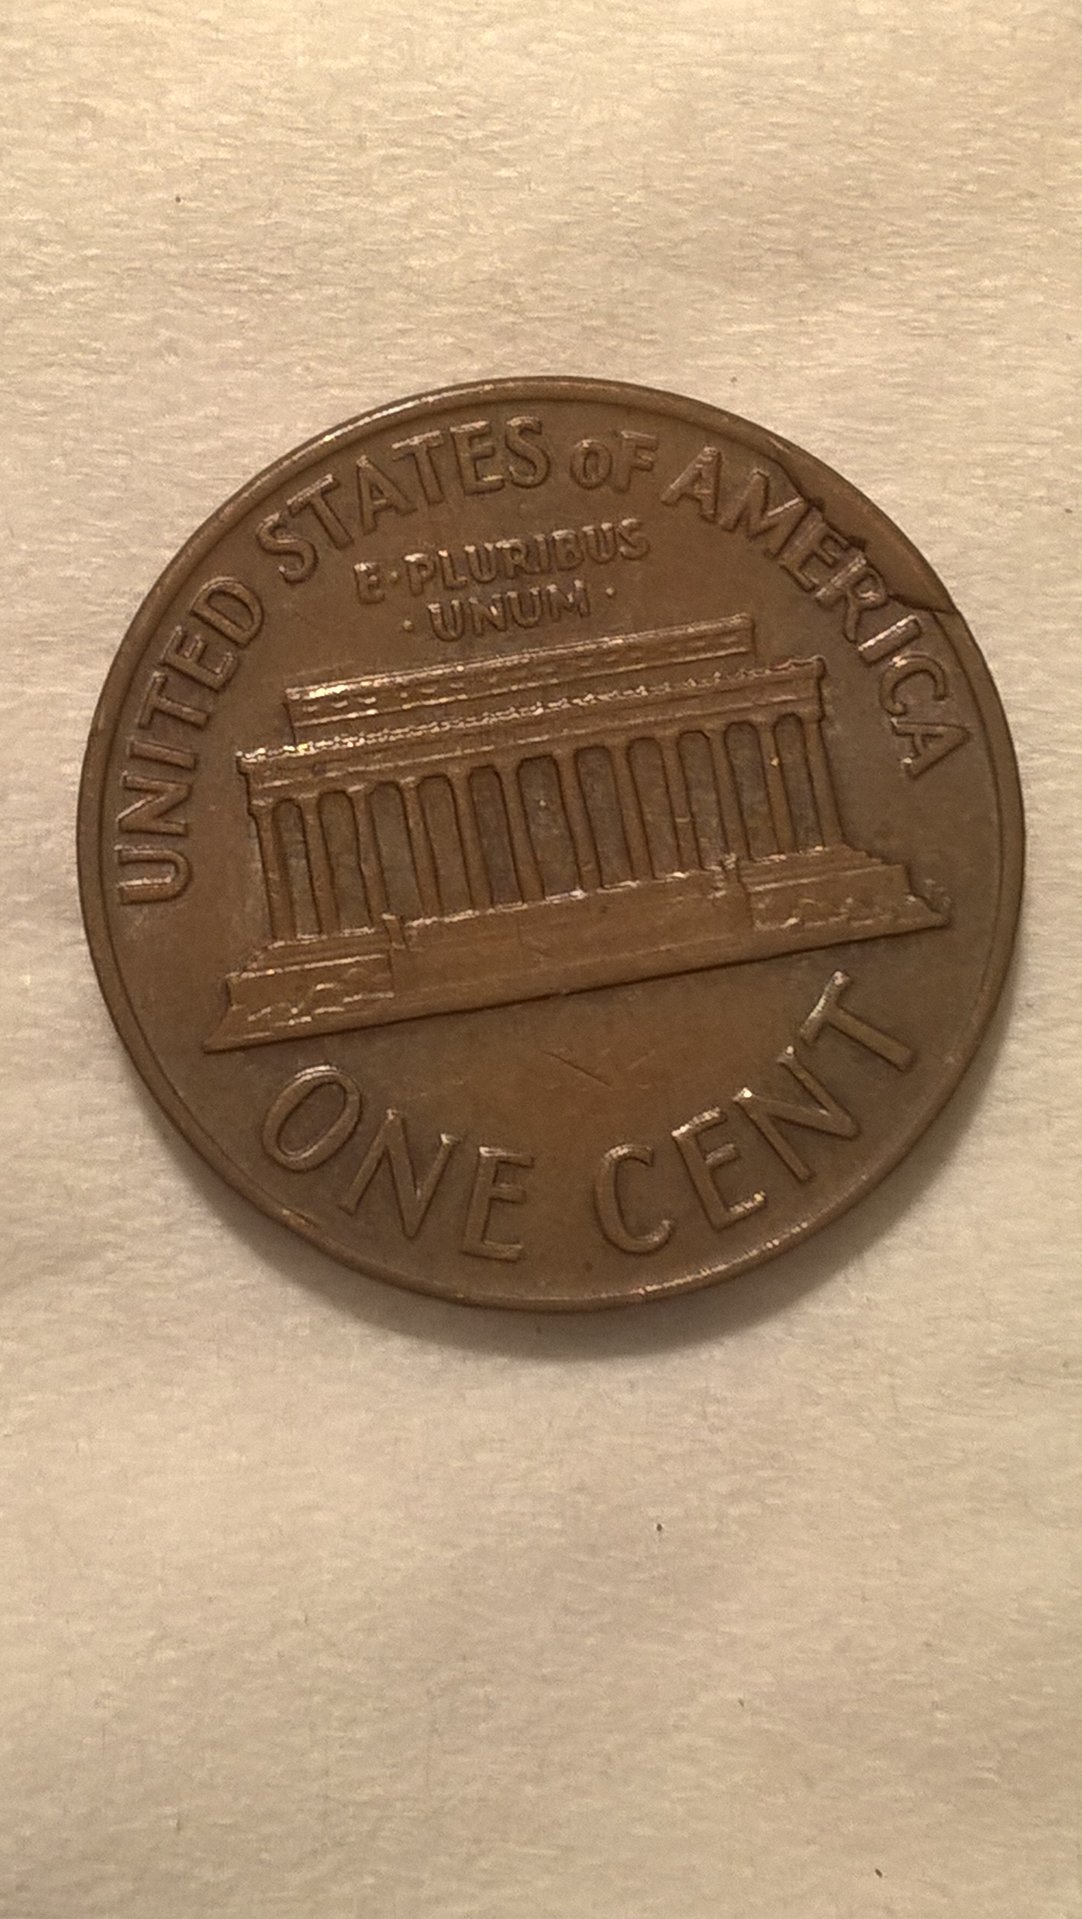 UNITED STATES OF AMERICA
E·PLURIBUS
·UNUM·
ONE CENT